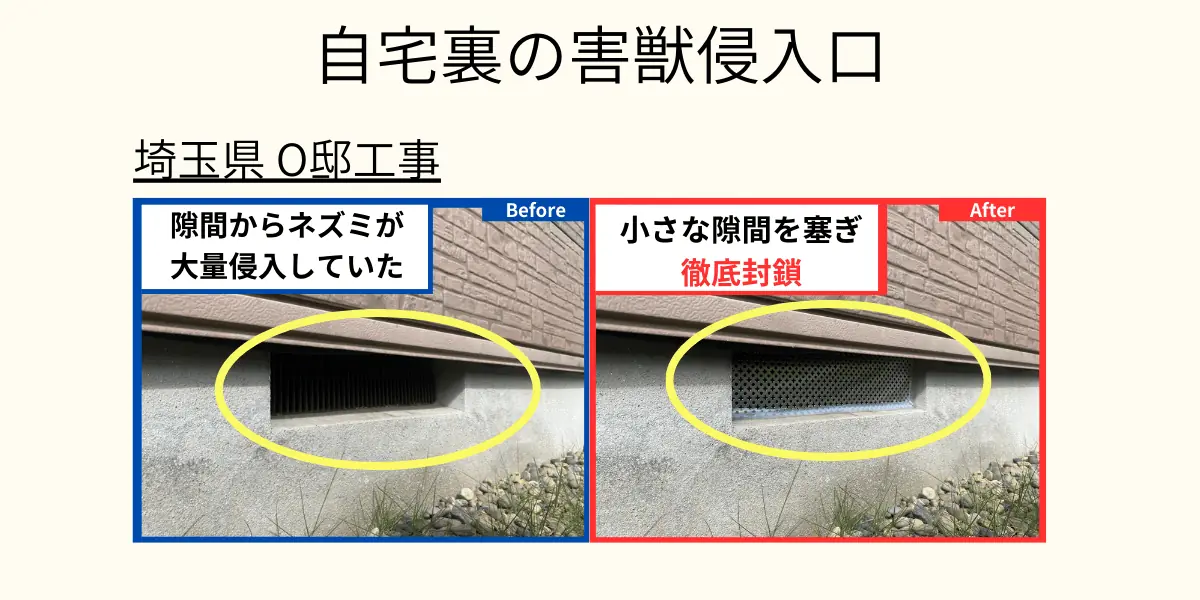 自宅裏の害獣侵入口
埼玉県 O邸工事
Before
隙間からネズミが
大量侵入していた
After
小さな隙間を塞ぎ
徹底封鎖